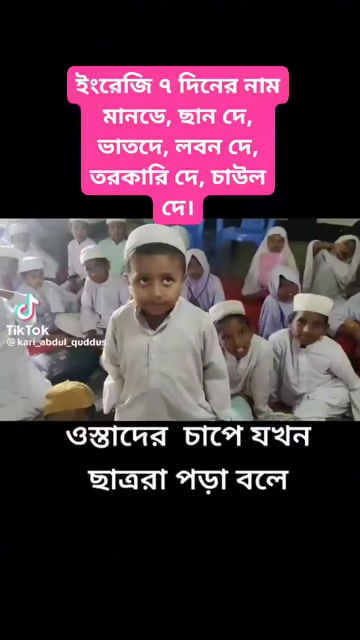 ইংরেজি ৭ দিনের নাম
মানডে, ছান দে,
ভাতদে, লবন দে,
তরকারি দে, চাউল
দে।
TikTok
@kari_abdul_quddus
ওস্তাদের চাপে যখন
ছাত্ররা পড়া বলে